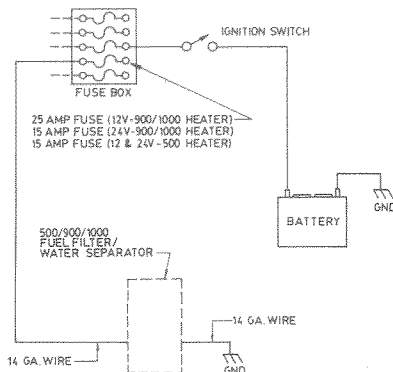 IGNITION SWITCH
FUSE BOX
25 AMP FUSE (12V-900/1000 HEATER)
15 AMP FUSE (24V-900/1000 HEATER)
15 AMP FUSE (12 & 24V-500 HEATER)
GND
BATTERY
500/900/1000
FUEL FILTER/
WATER SEPARATOR
14 GA. WIRE
14 GA. WIRE
GND